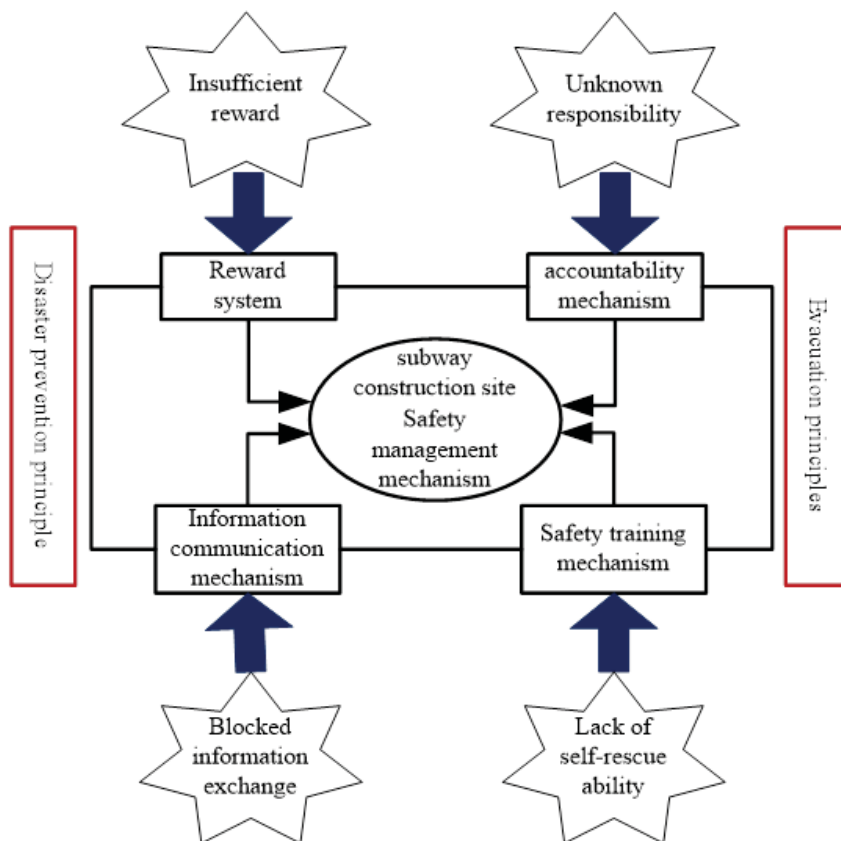 Insufficient
reward
Unknown
responsibility
Disaster prevention principle
Reward
system
accountability
mechanism
Evacuation principles
subway
construction site
Safety
management
mechanism
Information
communication
mechanism
Safety training
mechanism
Blocked
information
exchange
Lack of
self-rescue
ability